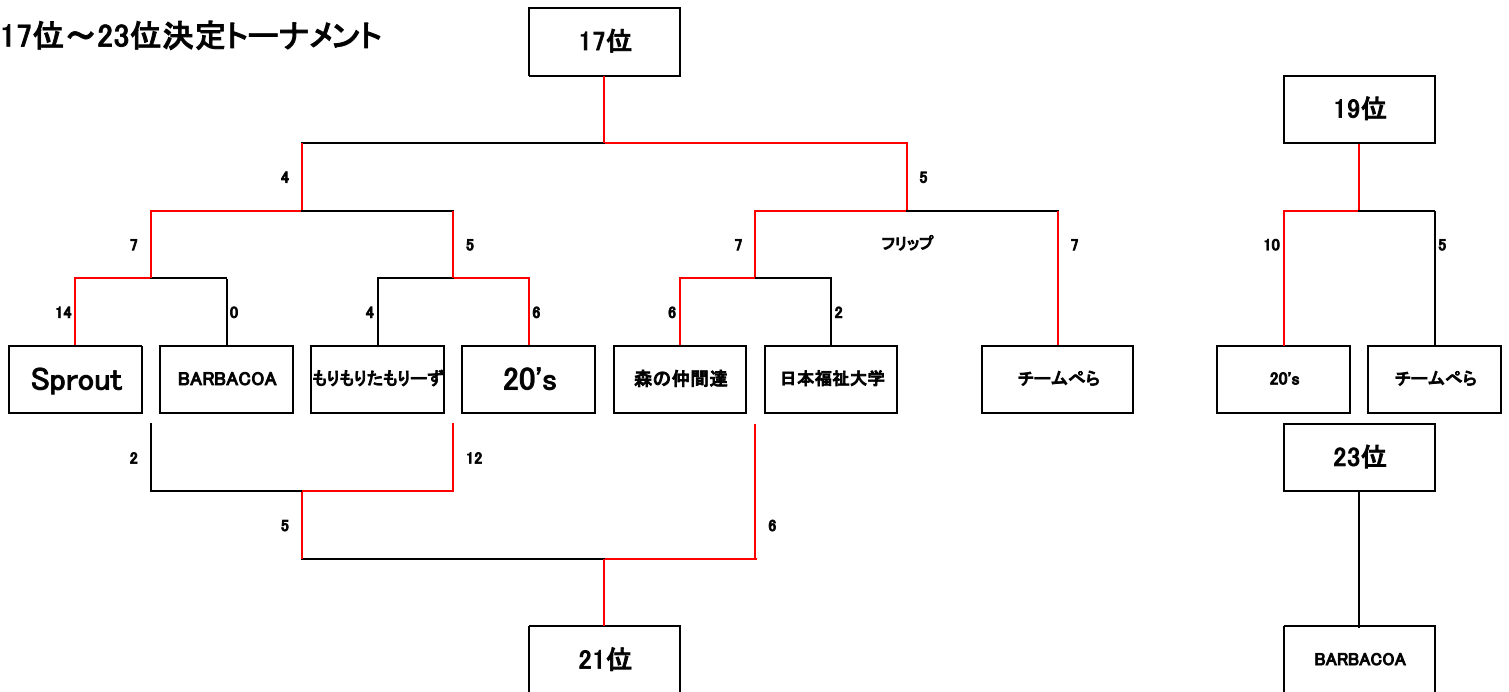 17位～23位決定トーナメント
17位
19位
4
5
7
5
7
フリップ
7
10
5
14
0
4
6
6
2
Sprout
BARBACOA
もりもりたもりーず
20's
森の仲間達
日本福祉大学
チームぺら
20's
チームぺら
2
12
23位
5
6
21位
BARBACOA